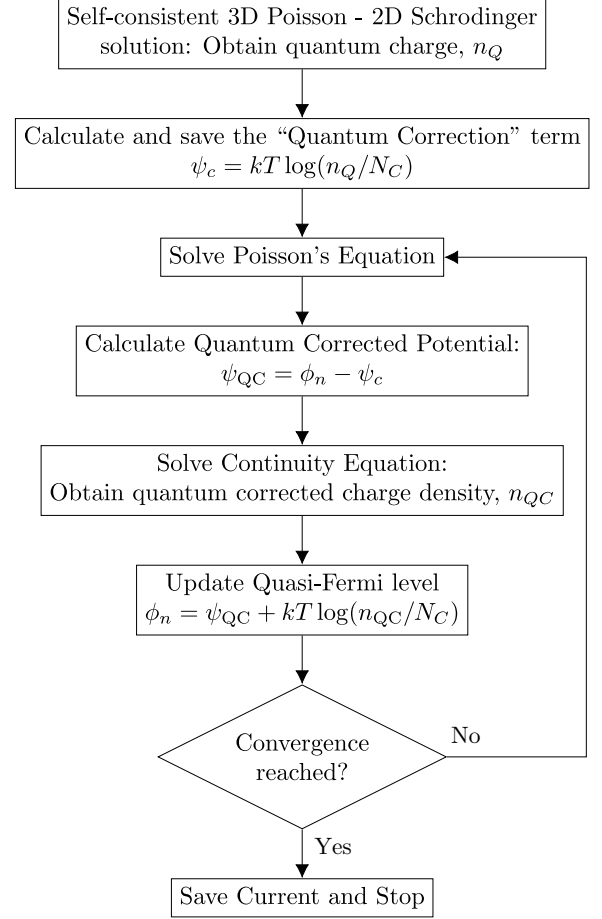 Self-consistent 3D Poisson - 2D Schrodinger
solution: Obtain quantum charge, n_Q
Calculate and save the “Quantum Correction” term
ψ_c = kT log(n_Q/N_C)
Solve Poisson's Equation
Calculate Quantum Corrected Potential:
ψ_QC = ϕ_n − ψ_c
Solve Continuity Equation:
Obtain quantum corrected charge density, n_QC
Update Quasi-Fermi level
ϕ_n = ψ_QC + kT log(n_QC/N_C)
No
Convergence
reached?
Yes
Save Current and Stop